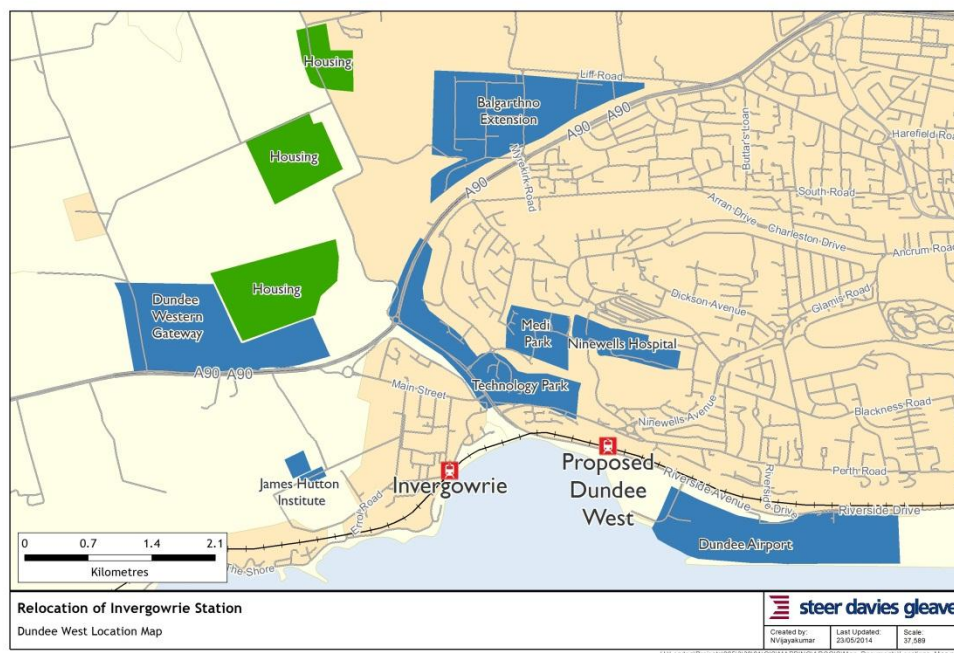 Housing
Liff Road
Balgarthno
Extension
A90
A90
Buttar's Loan
Harefield Roa
Housing
Myrekirk Road
A90
South Road
Arran Drive
Charleston Drive
Ancrum Road
Housing
Dundee
Western
Gateway
Dickson Avenue
Glamis Road
Medi
Park
Ninewells Hospital
A90 A90
Main Street
Technology Park
Blackness Road
Ninewells Avenue
Proposed
Dundee
West
Perth Road
James Hutton
Institute
Invergowrie
Errol Road
Riverside Avenue
Riverside Drive
Riverside Drive
Dundee Airport
The Shore
0 0.7 1.4 2.1
Kilometres
Relocation of Invergowrie Station
Dundee West Location Map
steer davies gleave
Created by:
NVijayakumar
Last Updated:
23/05/2014
Scale:
37,589